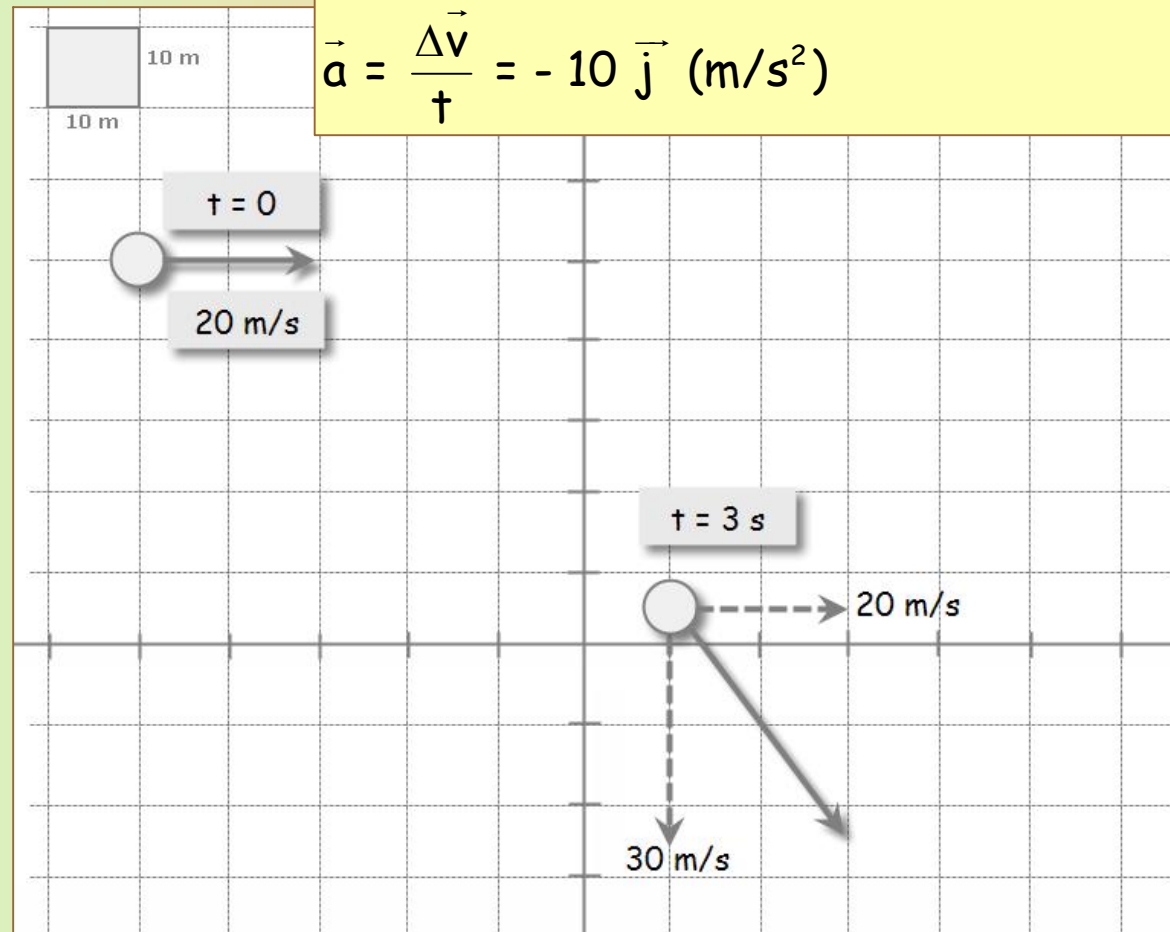 a⃗ = Δv⃗ / t = - 10 j⃗ (m/s²)
10 m
10 m
t = 0
20 m/s
t = 3 s
20 m/s
30 m/s